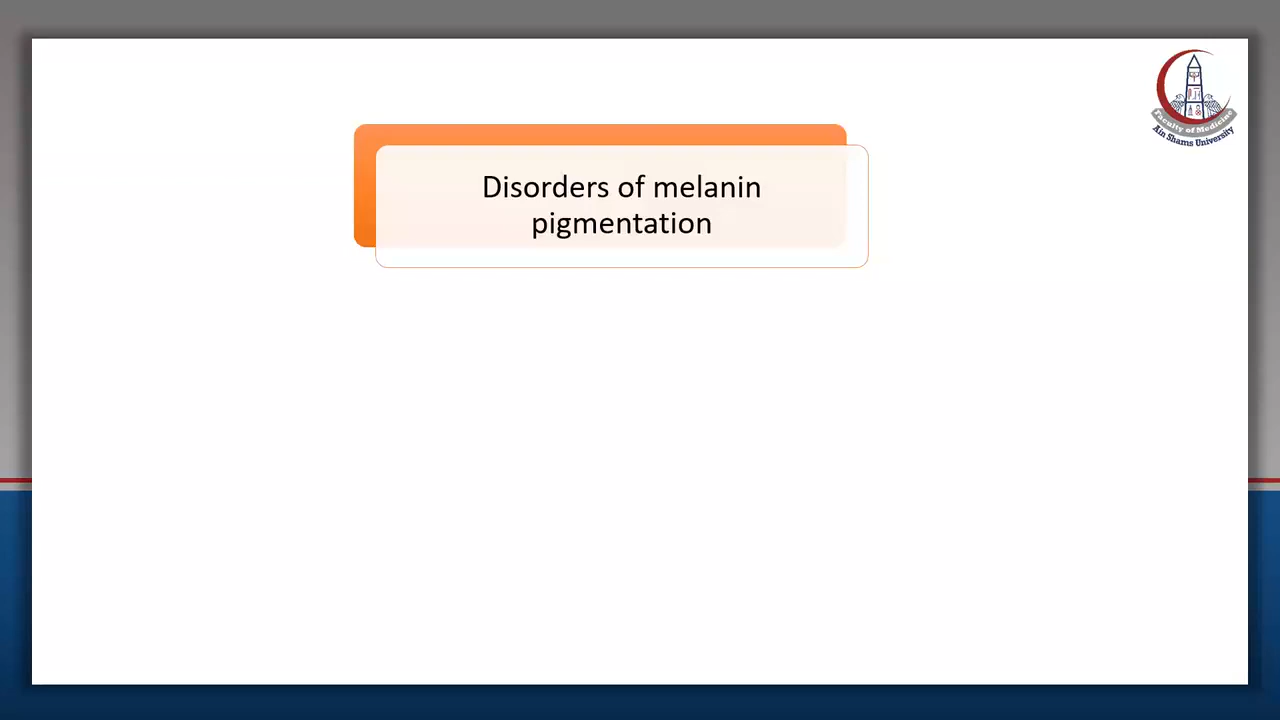 Disorders of melanin
pigmentation
Faculty of Medicine
Ain Shams University